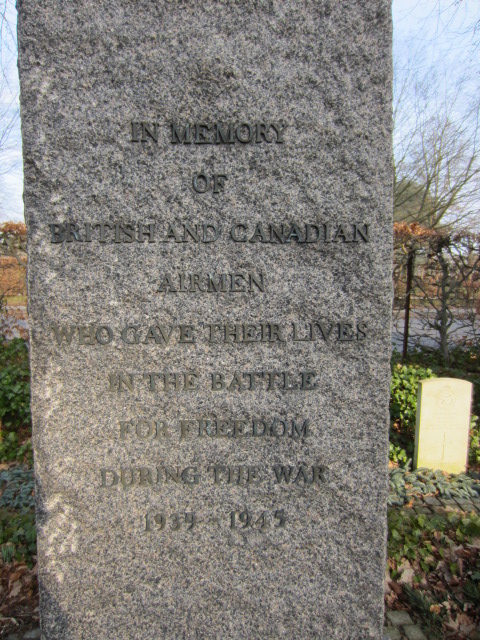 IN MEMORY
OF
BRITISH AND CANADIAN
AIRMEN
WHO GAVE THEIR LIVES
IN THE BATTLE
FOR FREEDOM
DURING THE WAR
1939 - 1945